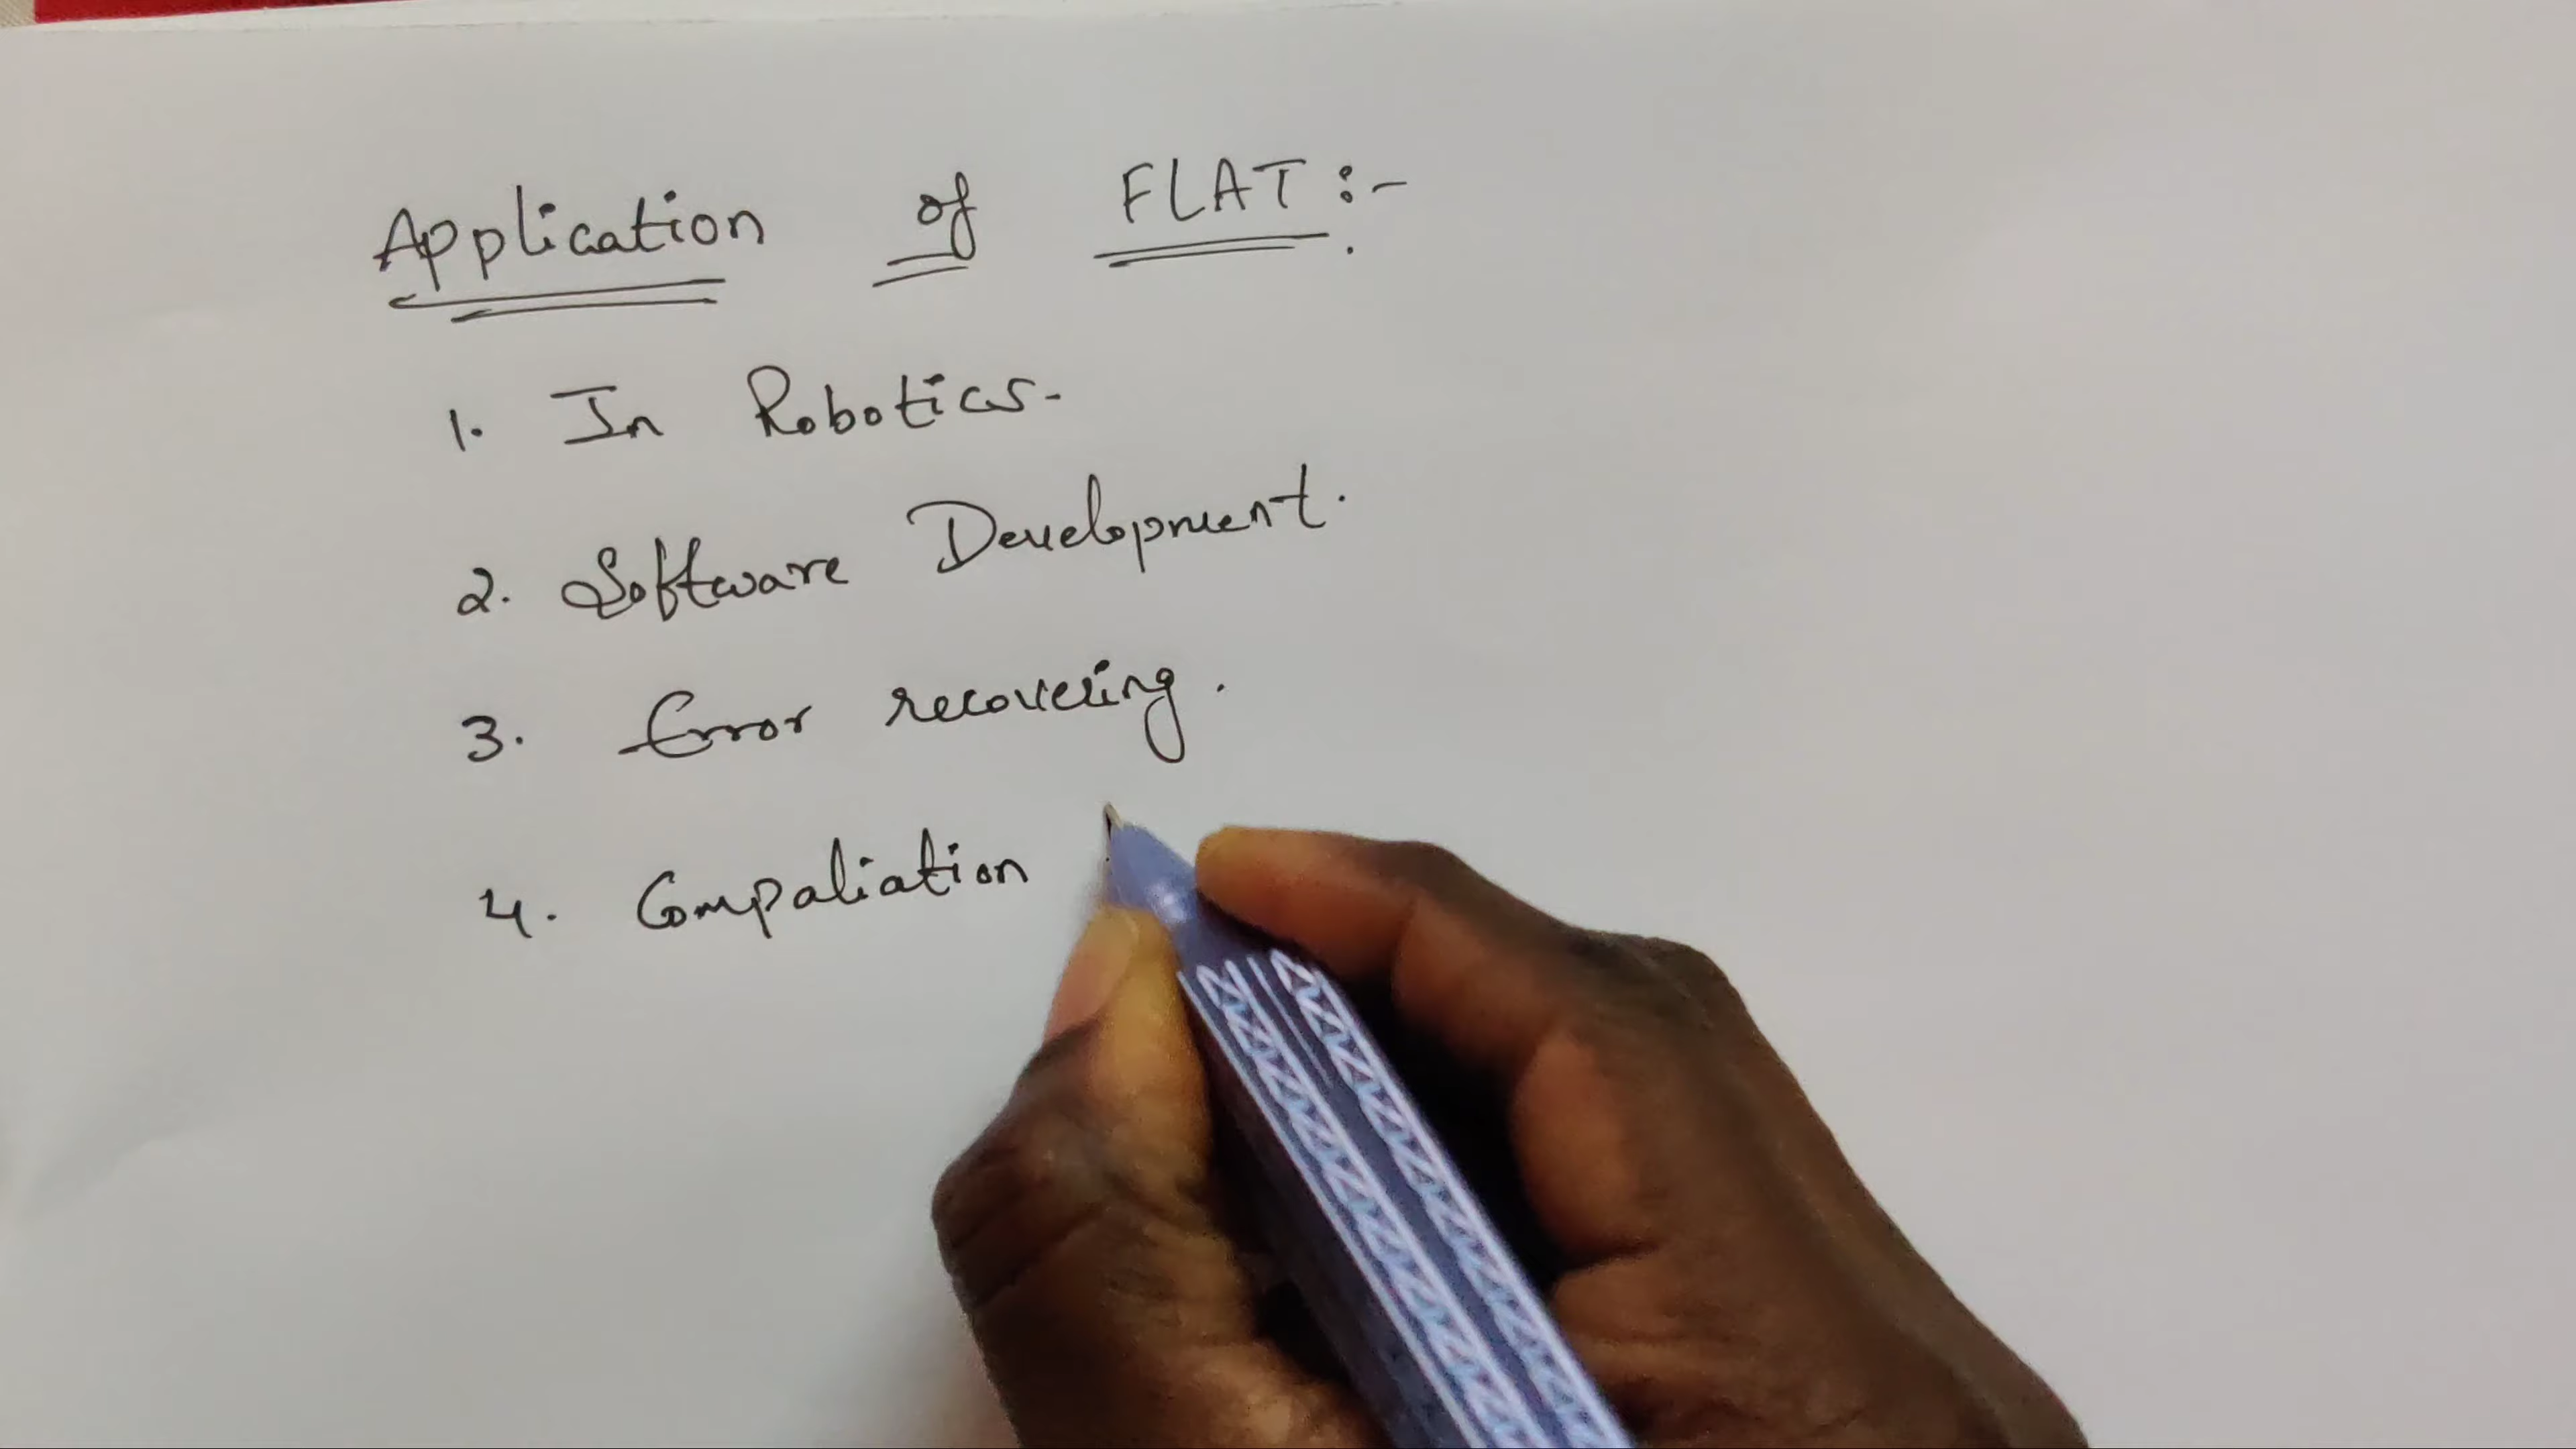 Application of FLAT :-
1. In Robotics.
2. Software Development.
3. Error recovering.
4. Compaliation